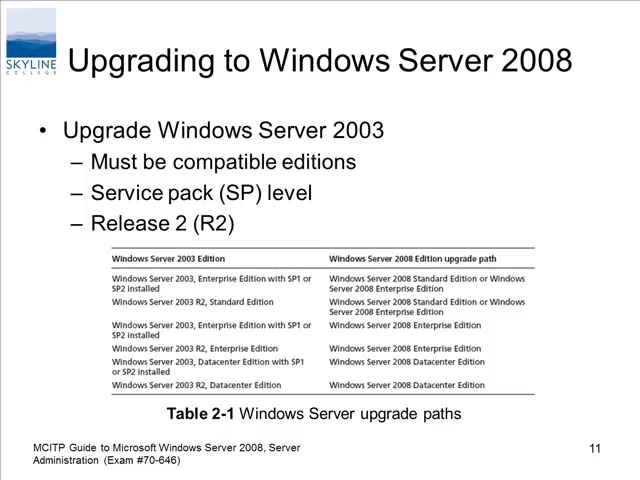 SKYLINE
COLLEGE
Upgrading to Windows Server 2008
• Upgrade Windows Server 2003
– Must be compatible editions
– Service pack (SP) level
– Release 2 (R2)
Windows Server 2003 Edition Windows Server 2008 Edition upgrade path
Windows Server 2003, Enterprise Edition with SP1 or Windows Server 2008 Standard Edition or Windows
SP2 installed Server 2008 Enterprise Edition
Windows Server 2003 R2, Standard Edition Windows Server 2008 Standard Edition or Windows
Server 2008 Enterprise Edition
Windows Server 2003, Enterprise Edition with SP1 or Windows Server 2008 Enterprise Edition
SP2 installed
Windows Server 2003 R2, Enterprise Edition Windows Server 2008 Enterprise Edition
Windows Server 2003, Datacenter Edition with SP1 Windows Server 2008 Datacenter Edition
or SP2 installed
Windows Server 2003 R2, Datacenter Edition Windows Server 2008 Datacenter Edition
Table 2-1 Windows Server upgrade paths
MCITP Guide to Microsoft Windows Server 2008, Server
Administration (Exam #70-646)
11